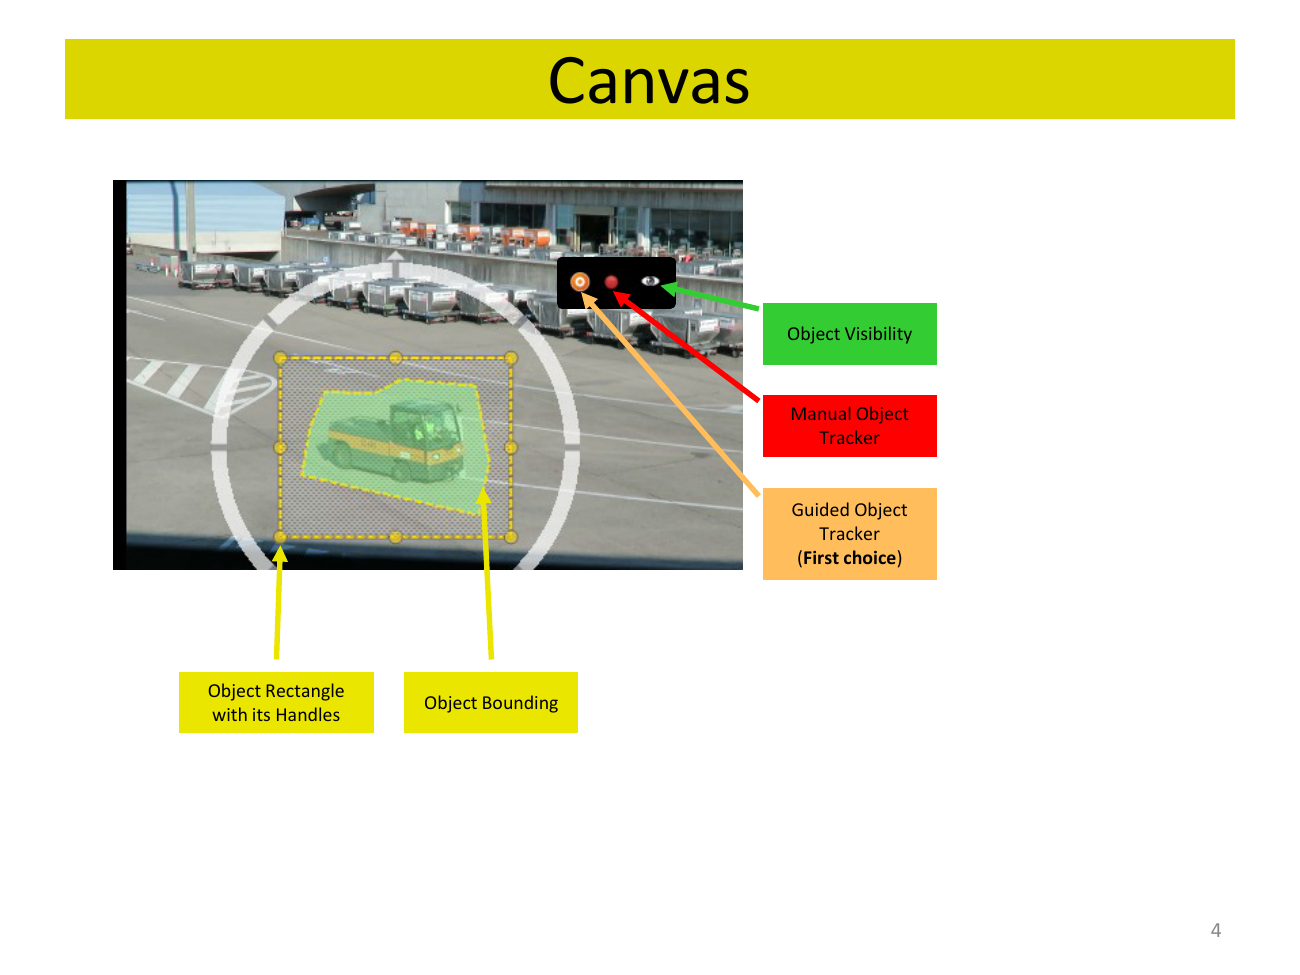 Canvas
Object Visibility
Manual Object
Tracker
Guided Object
Tracker
(First choice)
Object Rectangle
with its Handles
Object Bounding
4